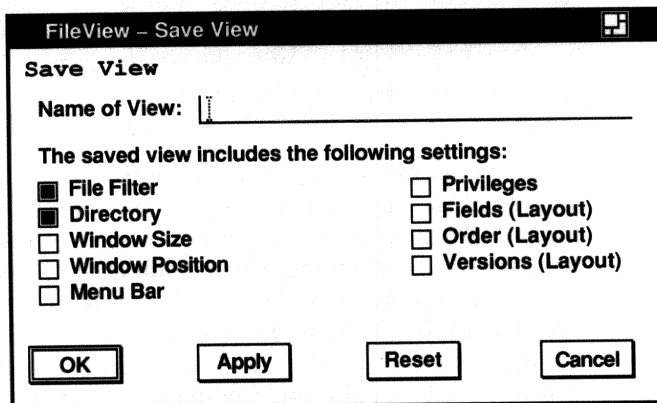 FileView – Save View
Save View
Name of View:
The saved view includes the following settings:
File Filter
Directory
Window Size
Window Position
Menu Bar
Privileges
Fields (Layout)
Order (Layout)
Versions (Layout)
OK
Apply
Reset
Cancel